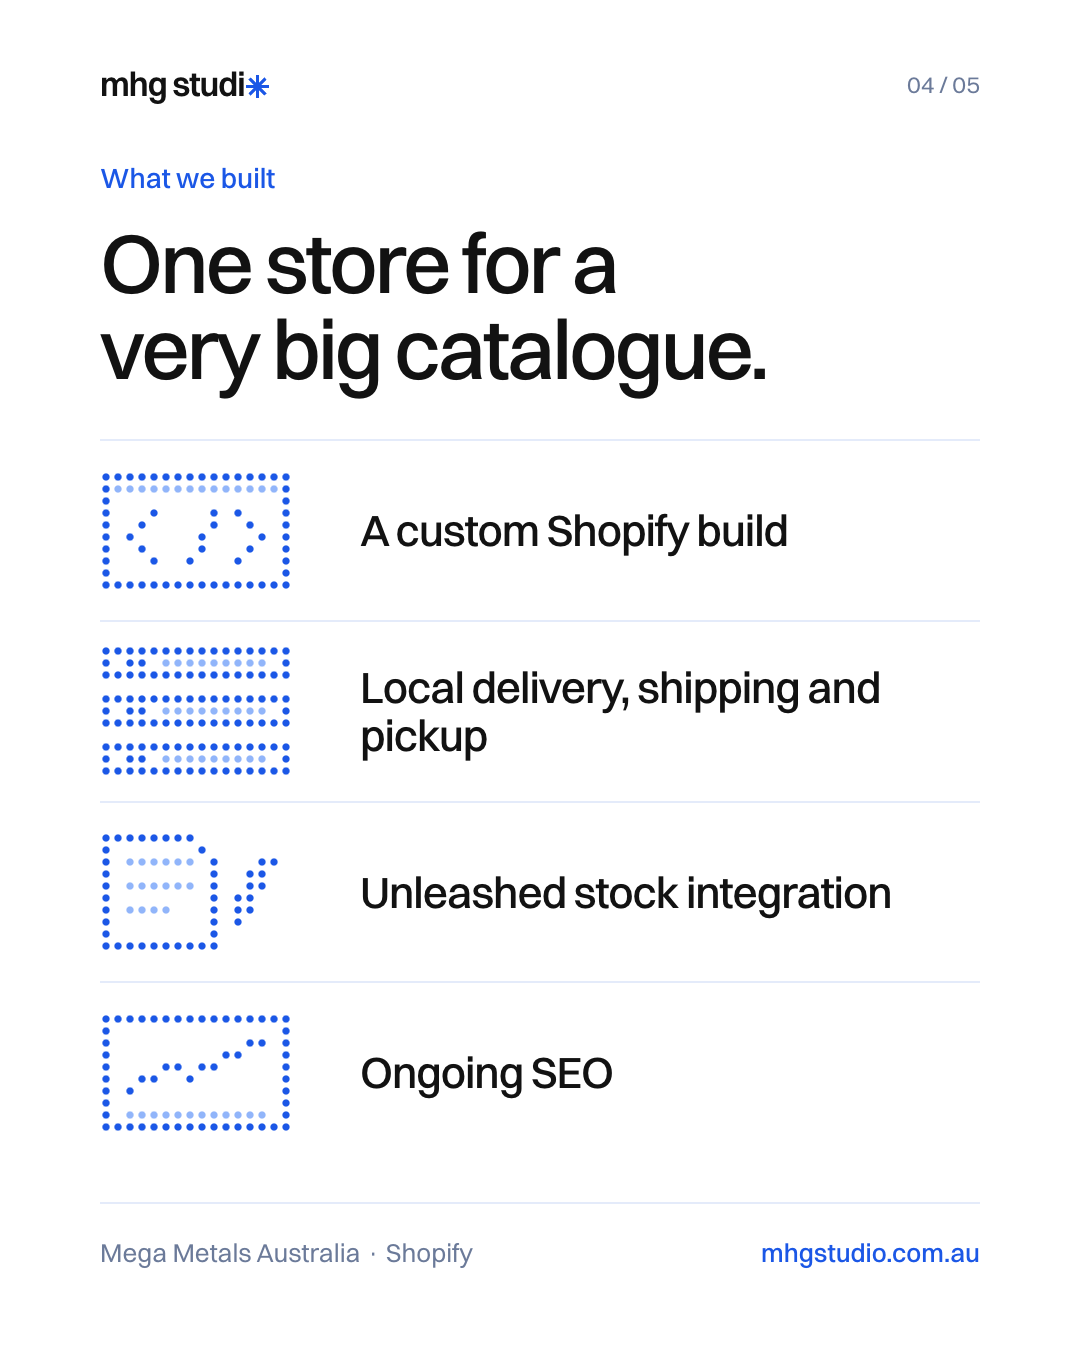 mhg studi*
04 / 05
What we built
One store for a
very big catalogue.
A custom Shopify build
Local delivery, shipping and
pickup
Unleashed stock integration
Ongoing SEO
Mega Metals Australia · Shopify
mhgstudio.com.au